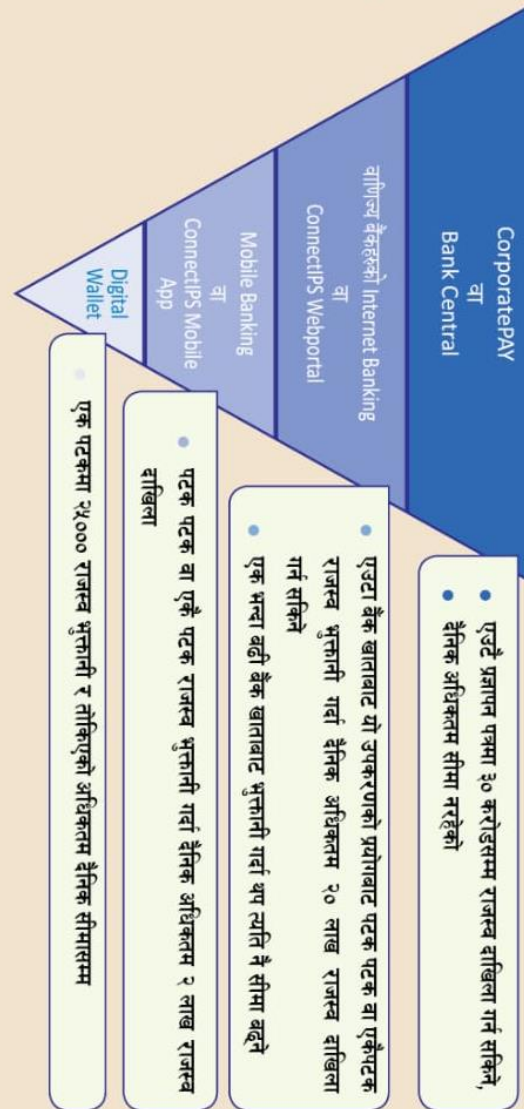 CorporatePAY
वा
Bank Central
• एउटै प्रज्ञापन पत्रमा ३० करोडसम्म राजस्व दाखिला गर्न सकिने,
• दैनिक अधिकतम सीमा नरहेको
वाणिज्य बैंकहरुको Internet Banking
वा
ConnectIPS Webportal
• एउटा बैंक खाताबाट यो उपकरणको प्रयोगबाट पटक पटक वा एकैपटक
राजस्व भुक्तानी गर्दा दैनिक अधिकतम २० लाख राजस्व दाखिला
गर्न सकिने
• एक भन्दा बढी बैंक खाताबाट भुक्तानी गर्दा थप त्यति नै सीमा बढ्ने
Mobile Banking
वा
ConnectIPS Mobile
App
• पटक पटक वा एकै पटक राजस्व भुक्तानी गर्दा दैनिक अधिकतम २ लाख राजस्व
दाखिला
Digital
Wallet
• एक पटकमा २५००० राजस्व भुक्तानी र तोकिएको अधिकतम दैनिक सीमासम्म